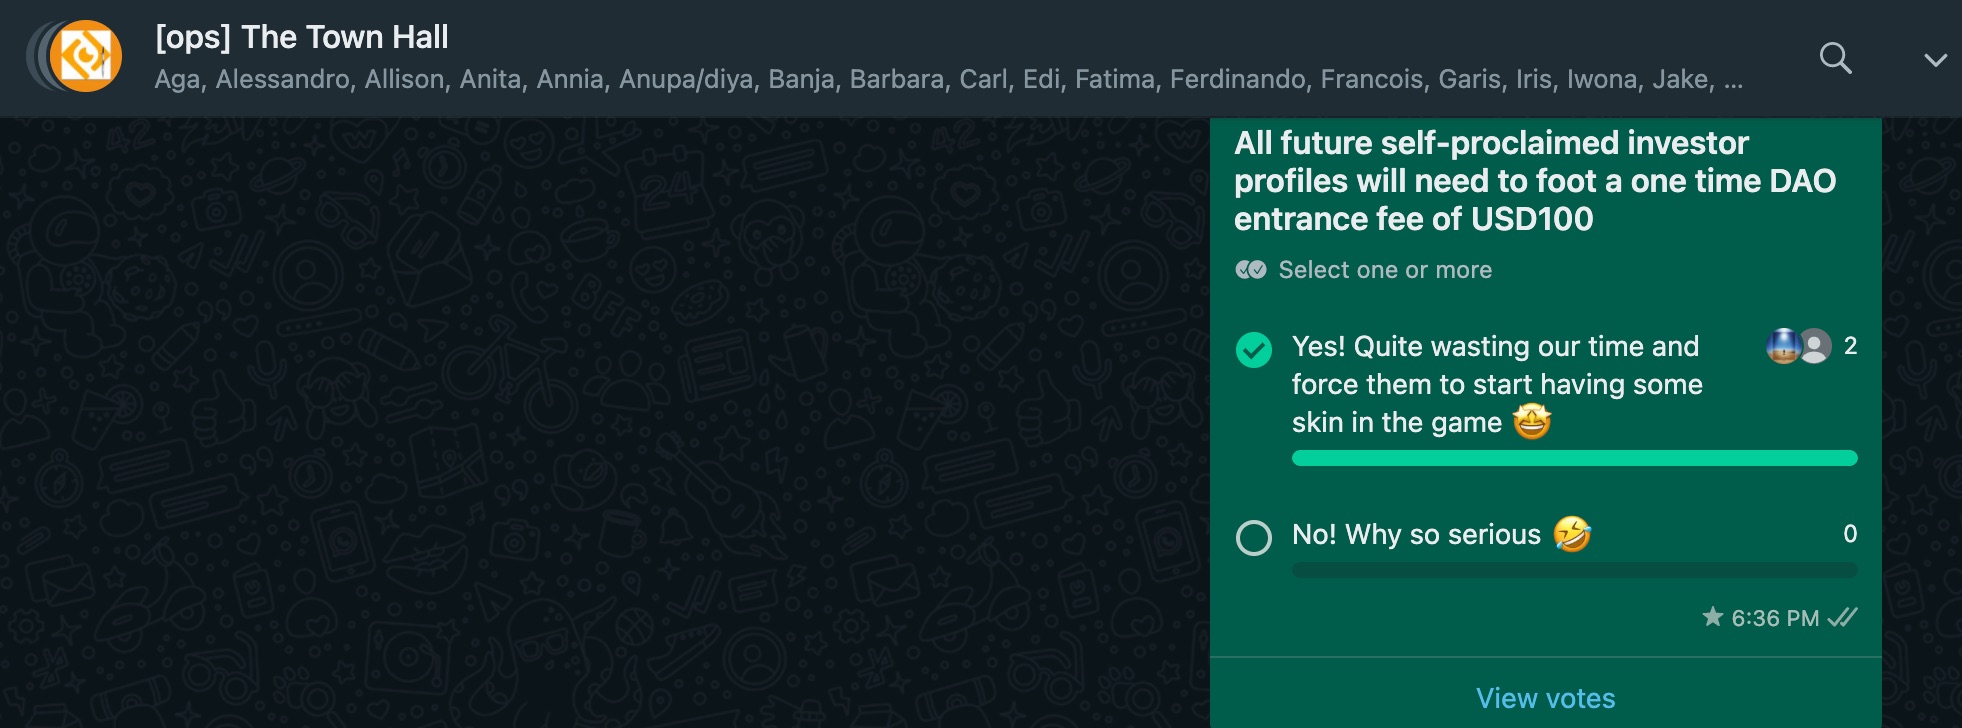 [ops] The Town Hall
Aga, Alessandro, Allison, Anita, Annia, Anupa/diya, Banja, Barbara, Carl, Edi, Fatima, Ferdinando, Francois, Garis, Iris, Iwona, Jake, ...
All future self-proclaimed investor
profiles will need to foot a one time DAO
entrance fee of USD100
Select one or more
Yes! Quite wasting our time and
force them to start having some
skin in the game 🤩
2
No! Why so serious 🤣
0
6:36 PM
View votes